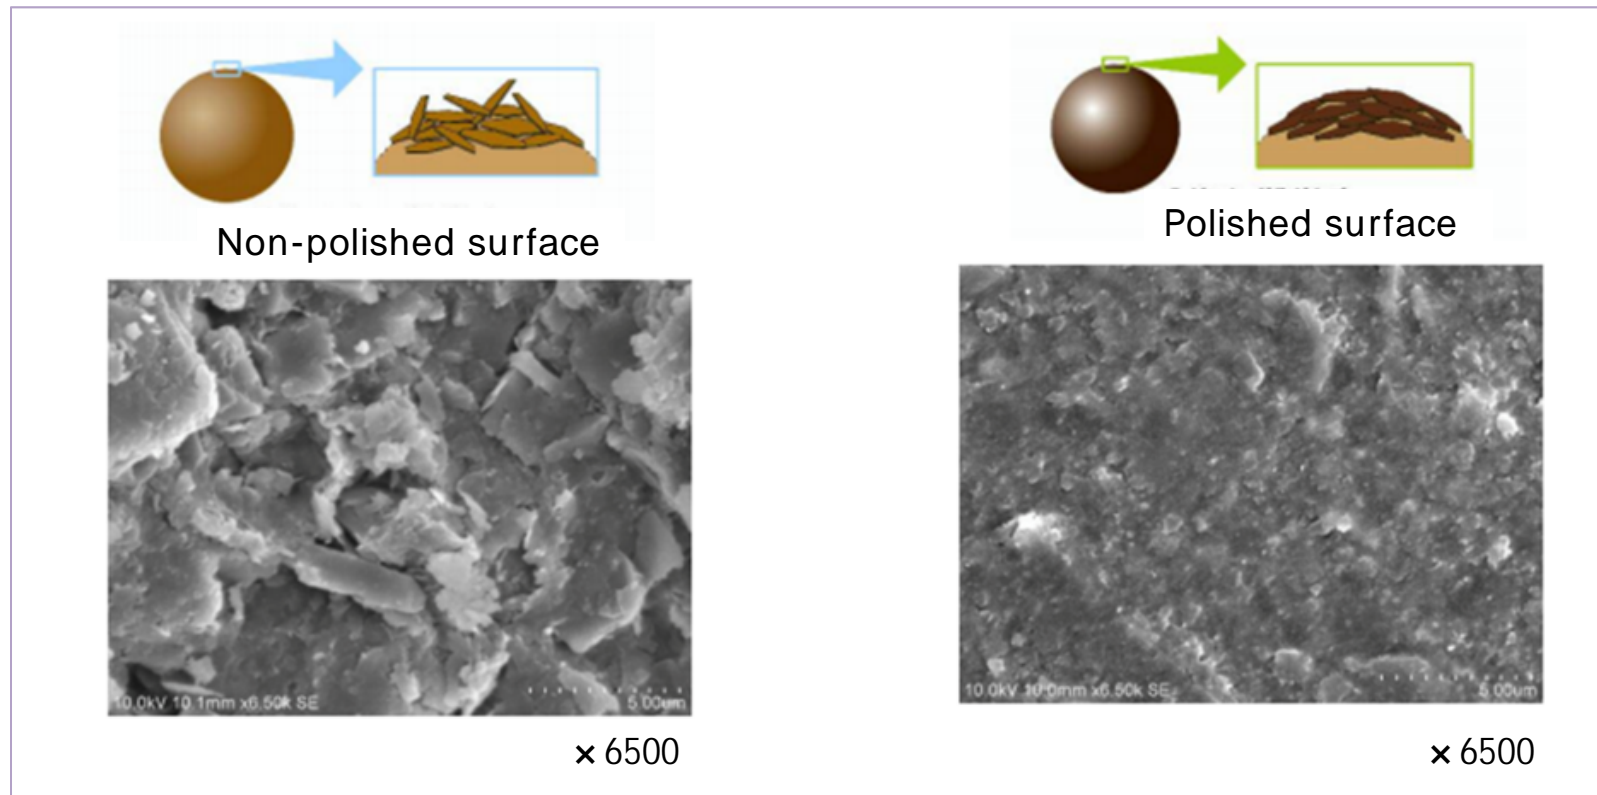 Non-polished surface
Polished surface
10.0kV 10.1mm x6.50k SE
5.00um
10.0kV 10.0mm x6.50k SE
5.00um
× 6500
× 6500